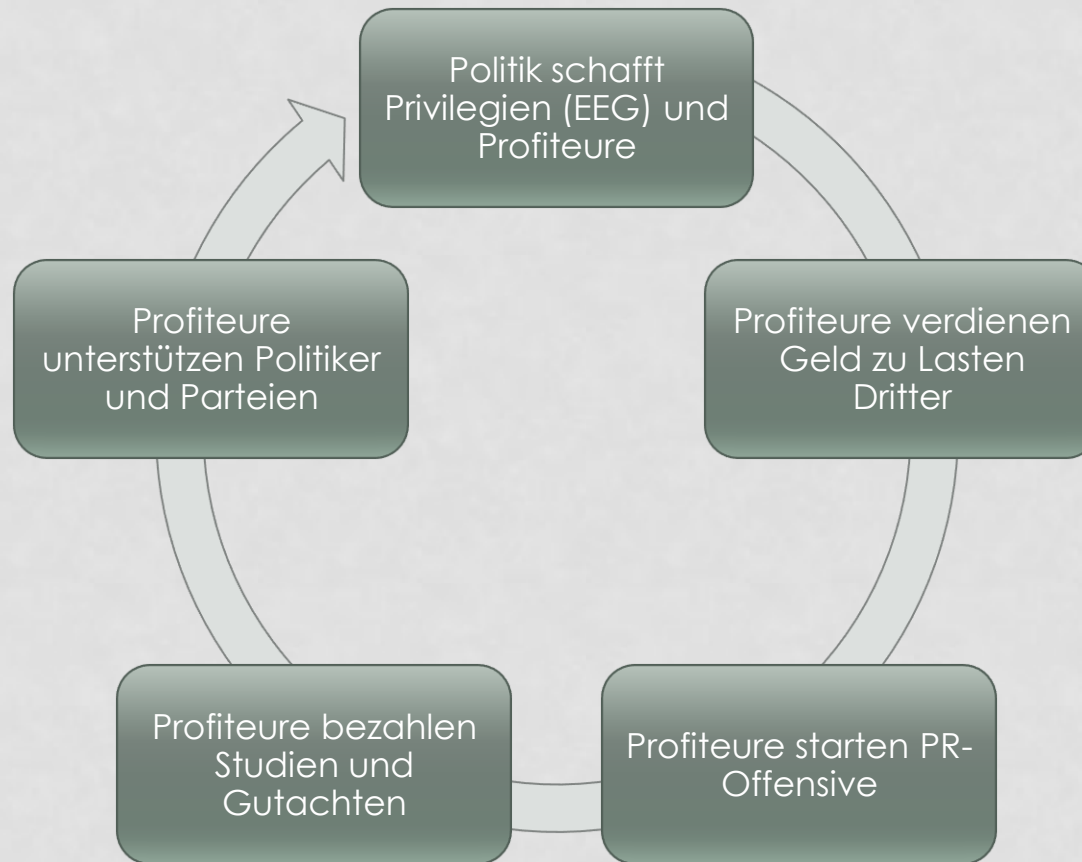 Politik schafft
Privilegien (EEG) und
Profiteure
Profiteure verdienen
Geld zu Lasten
Dritter
Profiteure starten PR-
Offensive
Profiteure bezahlen
Studien und
Gutachten
Profiteure
unterstützen Politiker
und Parteien